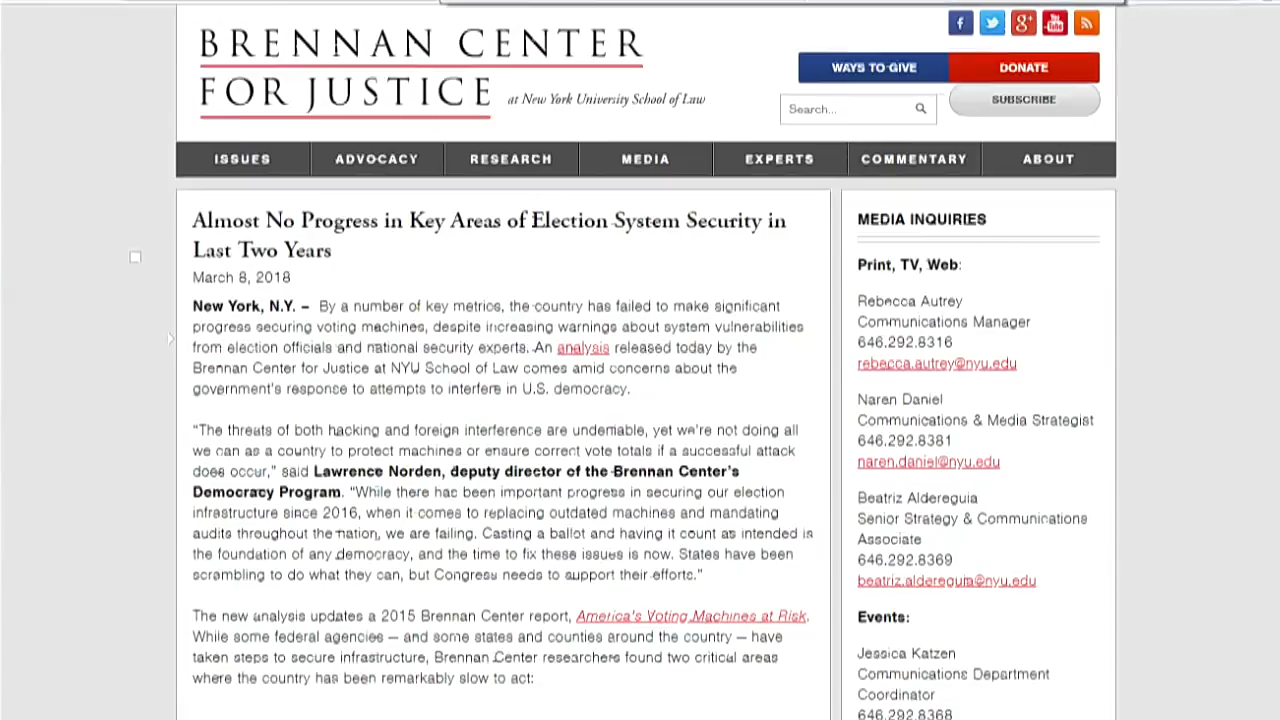 BRENNAN CENTER
FOR JUSTICE at New York University School of Law
WAYS TO GIVE
DONATE
Search...
SUBSCRIBE
ISSUES
ADVOCACY
RESEARCH
MEDIA
EXPERTS
COMMENTARY
ABOUT
Almost No Progress in Key Areas of Election System Security in
Last Two Years
March 8, 2018
New York, N.Y. – By a number of key metrics, the country has failed to make significant
progress securing voting machines, despite increasing warnings about system vulnerabilities
from election officials and national security experts. An analysis released today by the
Brennan Center for Justice at NYU School of Law comes amid concerns about the
government's response to attempts to interfere in U.S. democracy.
“The threats of both hacking and foreign interference are undeniable, yet we're not doing all
we can as a country to protect machines or ensure correct vote totals if a successful attack
does occur,” said Lawrence Norden, deputy director of the Brennan Center's
Democracy Program. “While there has been important progress in securing our election
infrastructure since 2016, when it comes to replacing outdated machines and mandating
audits throughout the nation, we are failing. Casting a ballot and having it count as intended is
the foundation of any democracy, and the time to fix these issues is now. States have been
scrambling to do what they can, but Congress needs to support their efforts.”
The new analysis updates a 2015 Brennan Center report, America's Voting Machines at Risk.
While some federal agencies – and some states and counties around the country – have
taken steps to secure infrastructure, Brennan Center researchers found two critical areas
where the country has been remarkably slow to act:
MEDIA INQUIRIES
Print, TV, Web:
Rebecca Autrey
Communications Manager
646.292.8316
rebecca.autrey@nyu.edu
Naren Daniel
Communications & Media Strategist
646.292.8381
naren.daniel@nyu.edu
Beatriz Aldereguia
Senior Strategy & Communications
Associate
646.292.8369
beatriz.aldereguia@nyu.edu
Events:
Jessica Katzen
Communications Department
Coordinator
646.292.8368